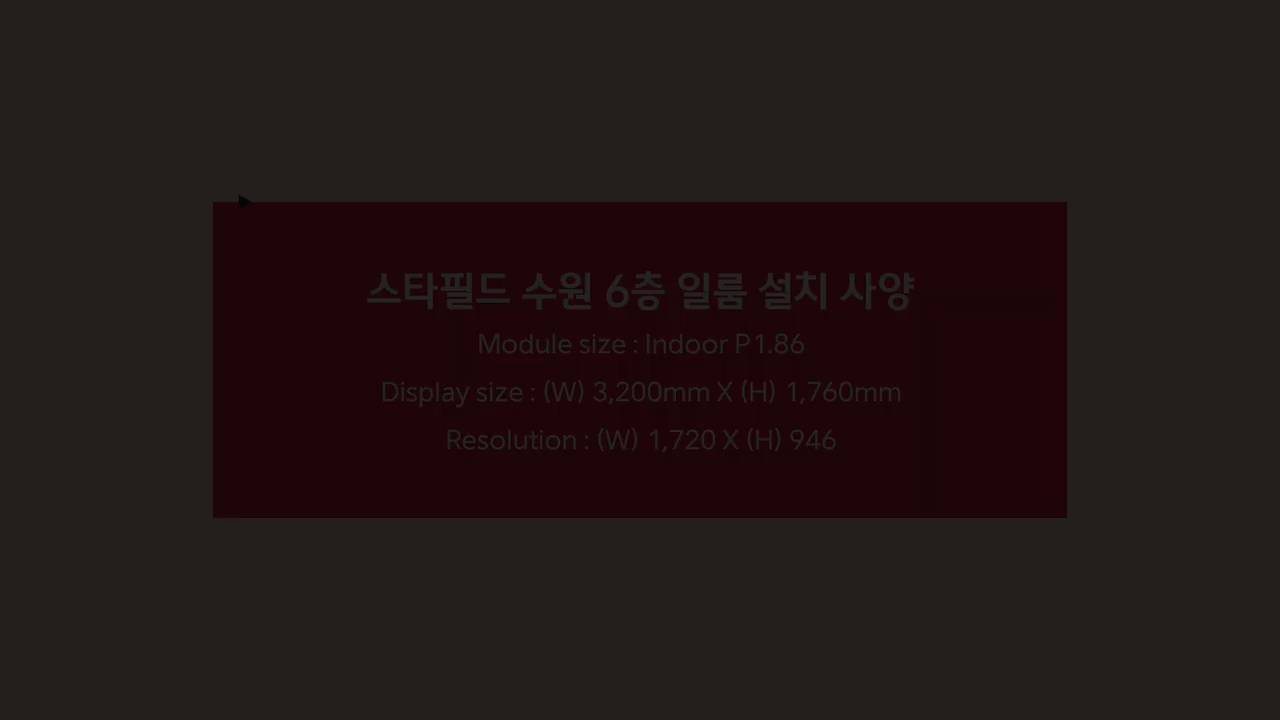 스타필드 수원 6층 일룸 설치 사양
Module size : Indoor P1.86
Display size : (W) 3,200mm X (H) 1,760mm
Resolution : (W) 1,720 X (H) 946